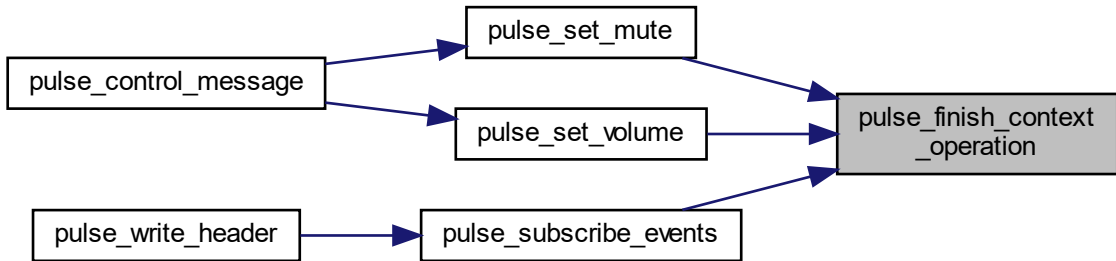 pulse_set_mute
pulse_control_message
pulse_finish_context
_operation
pulse_set_volume
pulse_write_header
pulse_subscribe_events